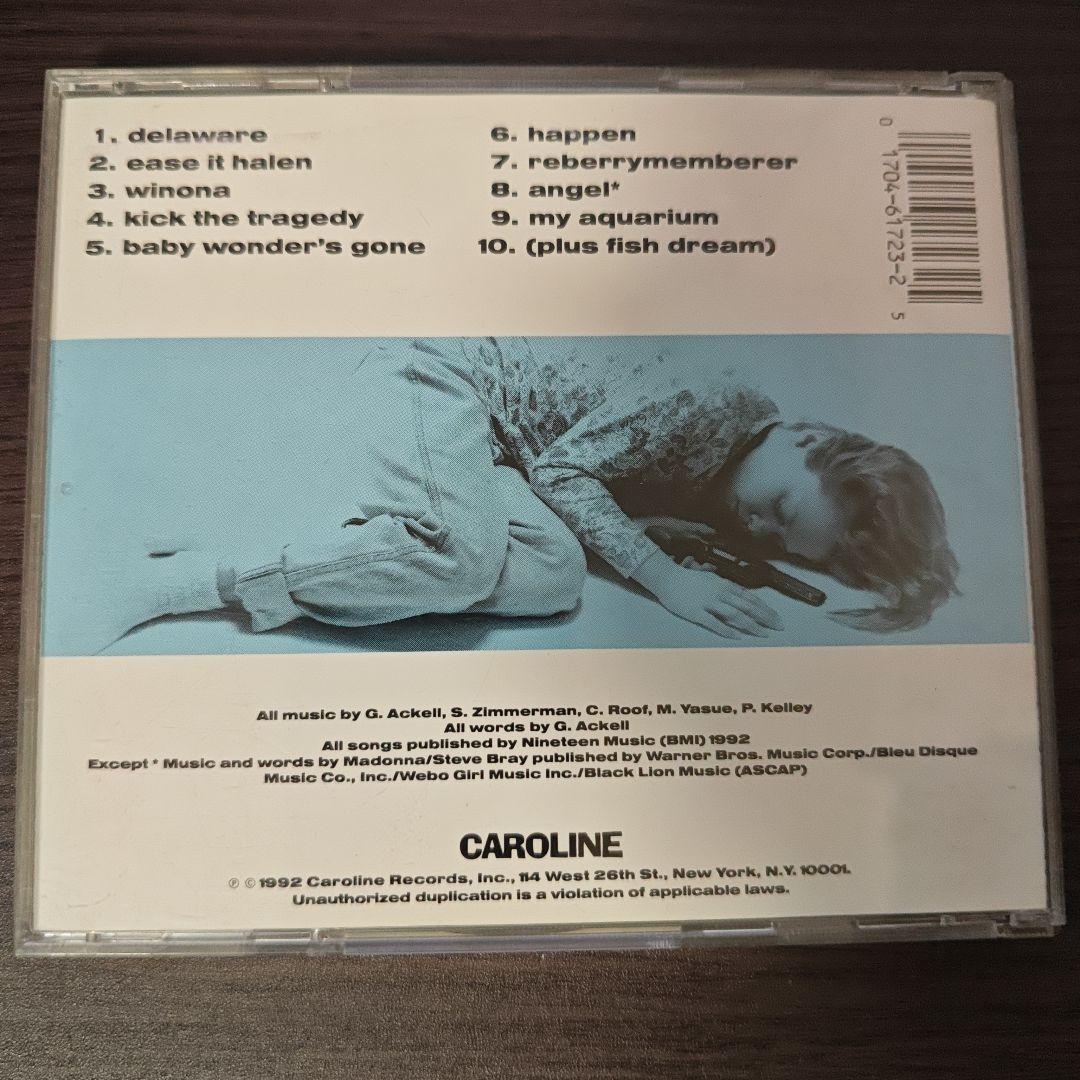 1. delaware
2. ease it halen
3. winona
4. kick the tragedy
5. baby wonder's gone
6. happen
7. reberrymemberer
8. angel*
9. my aquarium
10. (plus fish dream)
0 1704-61723-2 5
All music by G. Ackell, S. Zimmerman, C. Roof, M. Yasue, P. Kelley
All words by G. Ackell
All songs published by Nineteen Music (BMI) 1992
Except * Music and words by Madonna/Steve Bray published by Warner Bros. Music Corp./Bleu Disque
Music Co., Inc./Webo Girl Music Inc./Black Lion Music (ASCAP)
CAROLINE
℗ © 1992 Caroline Records, Inc., 114 West 26th St., New York, N.Y. 10001.
Unauthorized duplication is a violation of applicable laws.